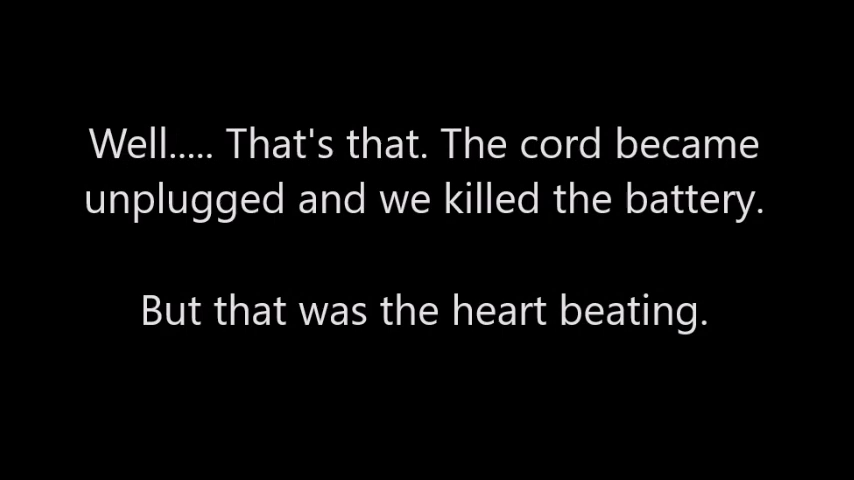 Well..... That's that. The cord became
unplugged and we killed the battery.
But that was the heart beating.